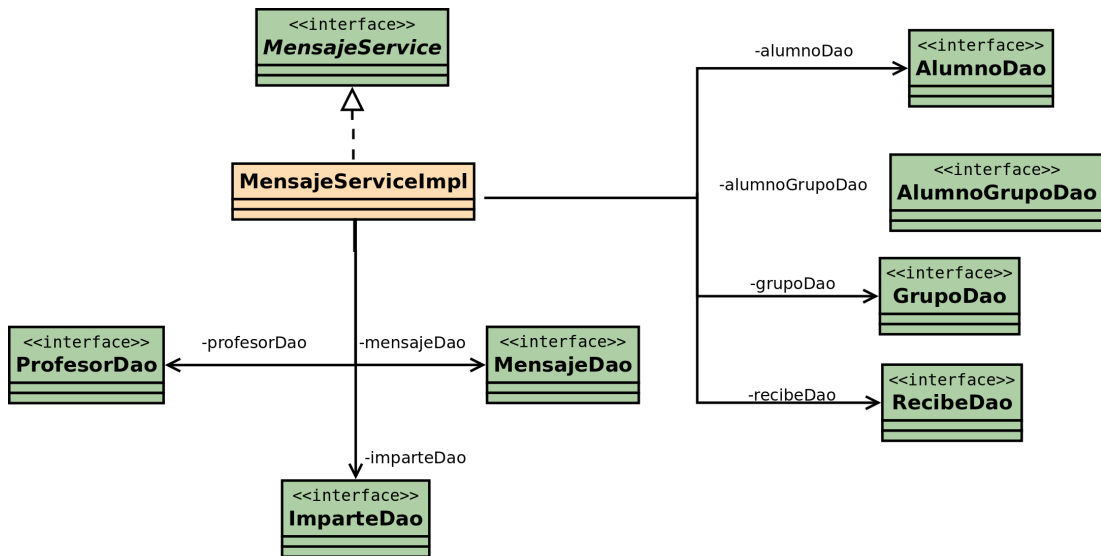 <<interface>>
MensajeService
MensajeServiceImpl
-alumnoDao
<<interface>>
AlumnoDao
-alumnoGrupoDao
<<interface>>
AlumnoGrupoDao
-grupoDao
<<interface>>
GrupoDao
-recibeDao
<<interface>>
RecibeDao
<<interface>>
ProfesorDao
-profesorDao
-mensajeDao
<<interface>>
MensajeDao
-imparteDao
<<interface>>
ImparteDao